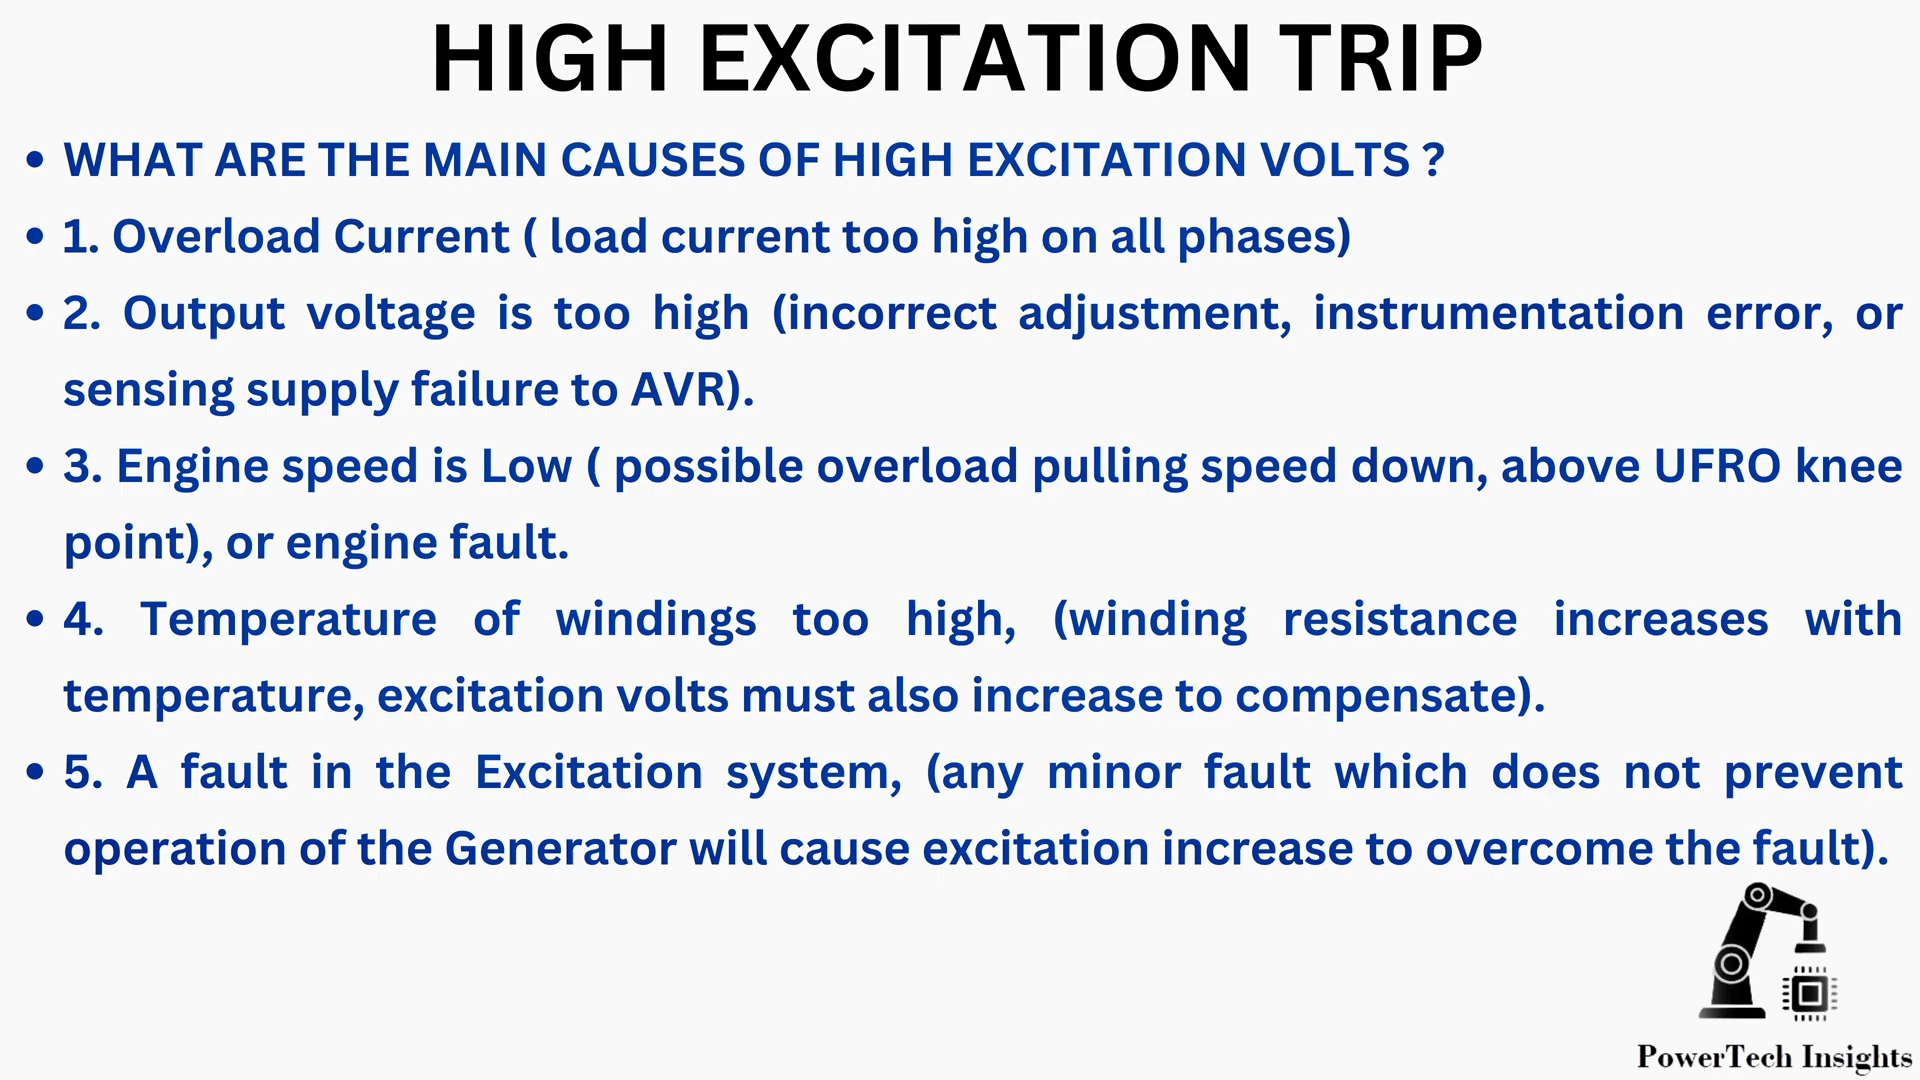 HIGH EXCITATION TRIP
• WHAT ARE THE MAIN CAUSES OF HIGH EXCITATION VOLTS ?
• 1. Overload Current ( load current too high on all phases)
• 2. Output voltage is too high (incorrect adjustment, instrumentation error, or
sensing supply failure to AVR).
• 3. Engine speed is Low ( possible overload pulling speed down, above UFRO knee
point), or engine fault.
• 4. Temperature of windings too high, (winding resistance increases with
temperature, excitation volts must also increase to compensate).
• 5. A fault in the Excitation system, (any minor fault which does not prevent
operation of the Generator will cause excitation increase to overcome the fault).
PowerTech Insights